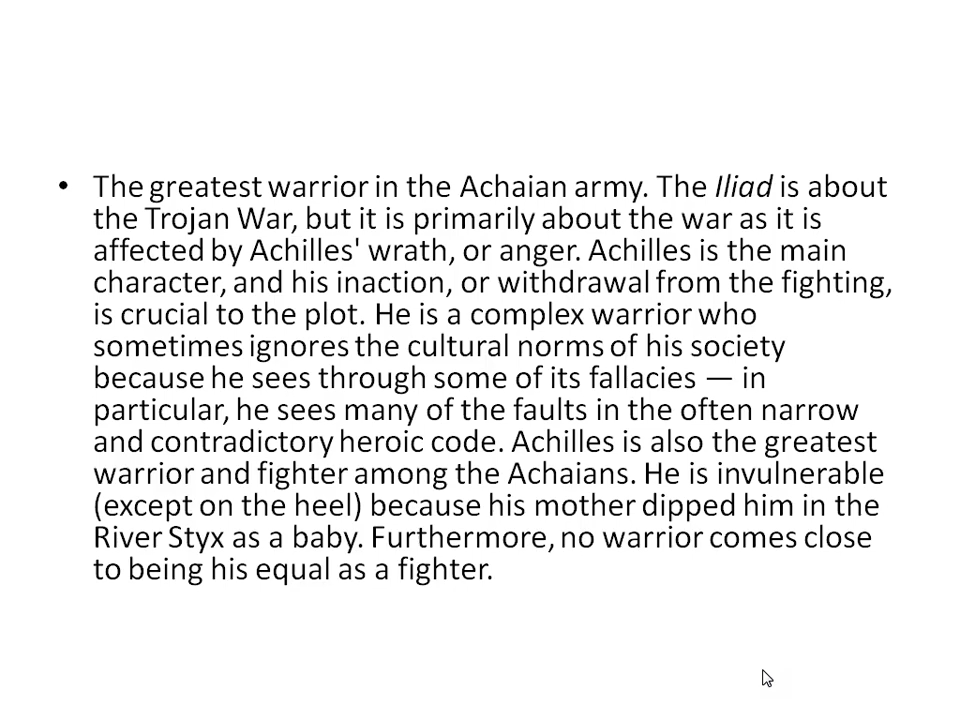 • The greatest warrior in the Achaian army. The Iliad is about
the Trojan War, but it is primarily about the war as it is
affected by Achilles' wrath, or anger. Achilles is the main
character, and his inaction, or withdrawal from the fighting,
is crucial to the plot. He is a complex warrior who
sometimes ignores the cultural norms of his society
because he sees through some of its fallacies — in
particular, he sees many of the faults in the often narrow
and contradictory heroic code. Achilles is also the greatest
warrior and fighter among the Achaians. He is invulnerable
(except on the heel) because his mother dipped him in the
River Styx as a baby. Furthermore, no warrior comes close
to being his equal as a fighter.